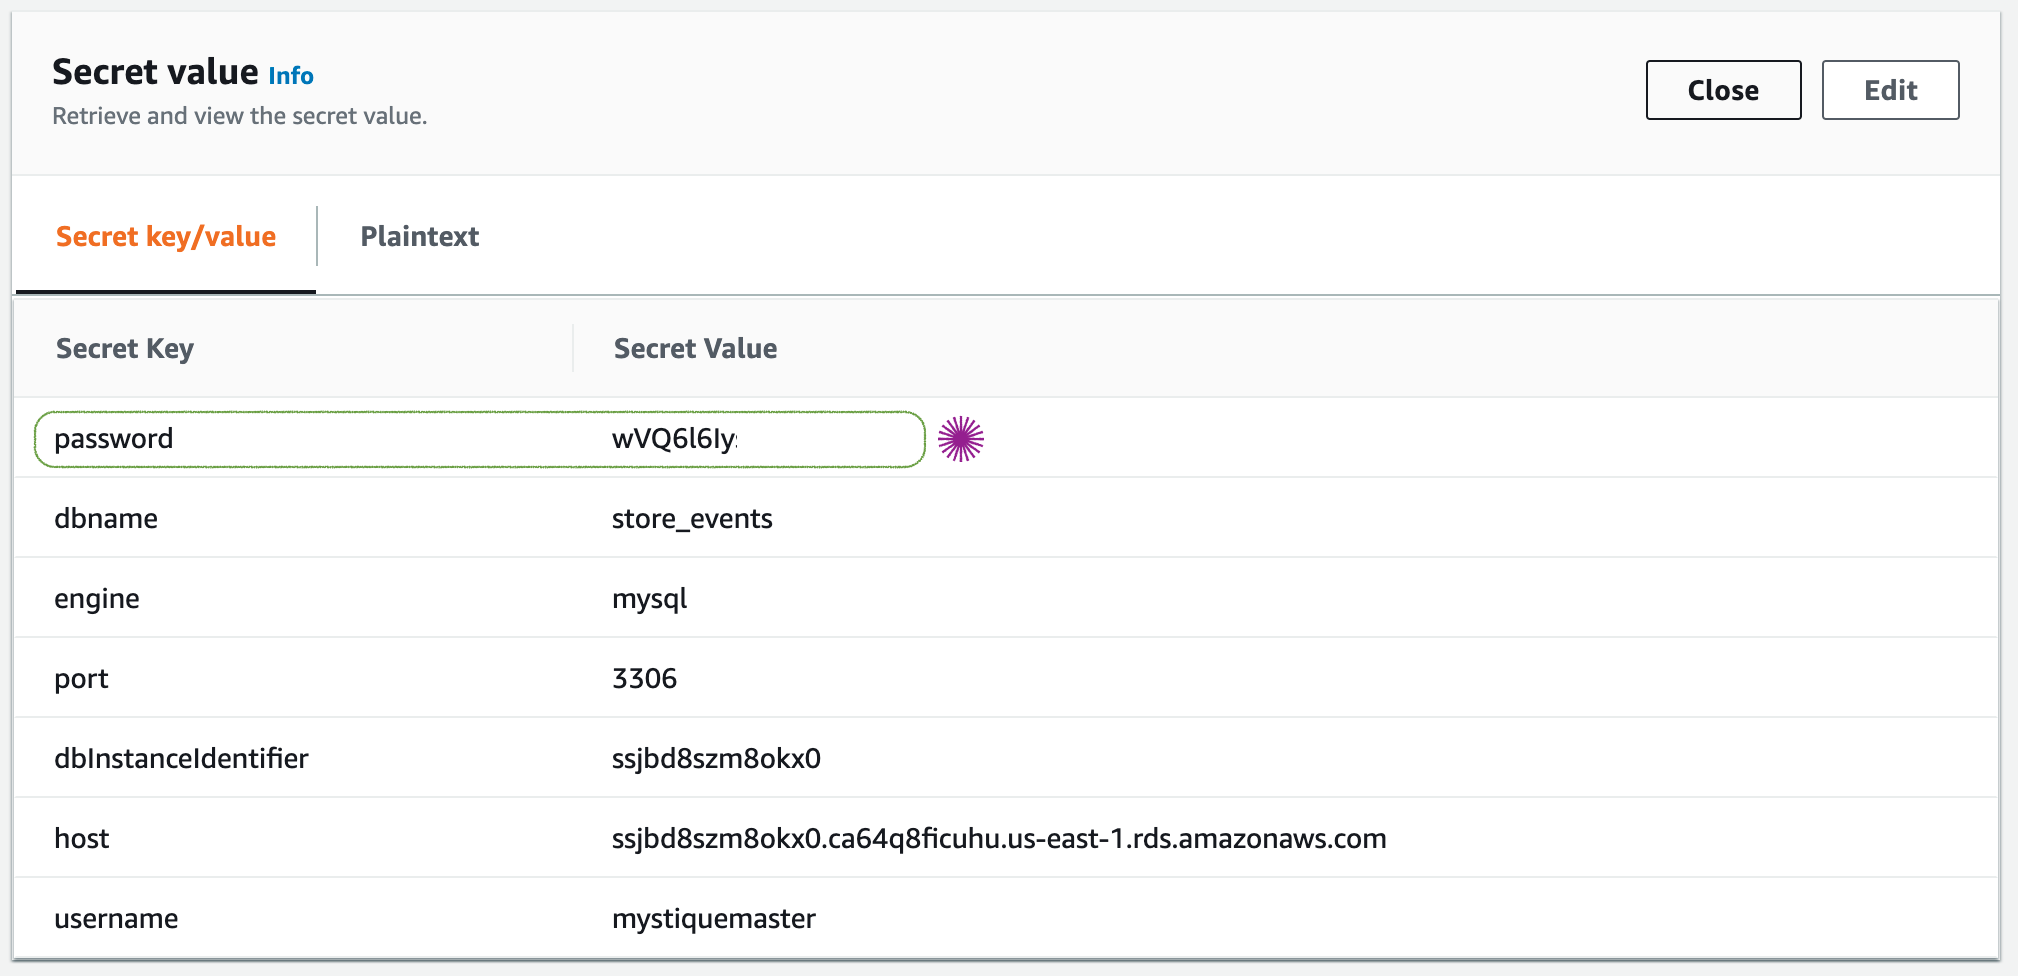 Secret value Info
Retrieve and view the secret value.
Close
Edit
Secret key/value
Plaintext
Secret Key Secret Value
password wVQ6l6Iy
dbname store_events
engine mysql
port 3306
dbInstanceIdentifier ssjbd8szm8okx0
host ssjbd8szm8okx0.ca64q8ficuhu.us-east-1.rds.amazonaws.com
username mystiquemaster